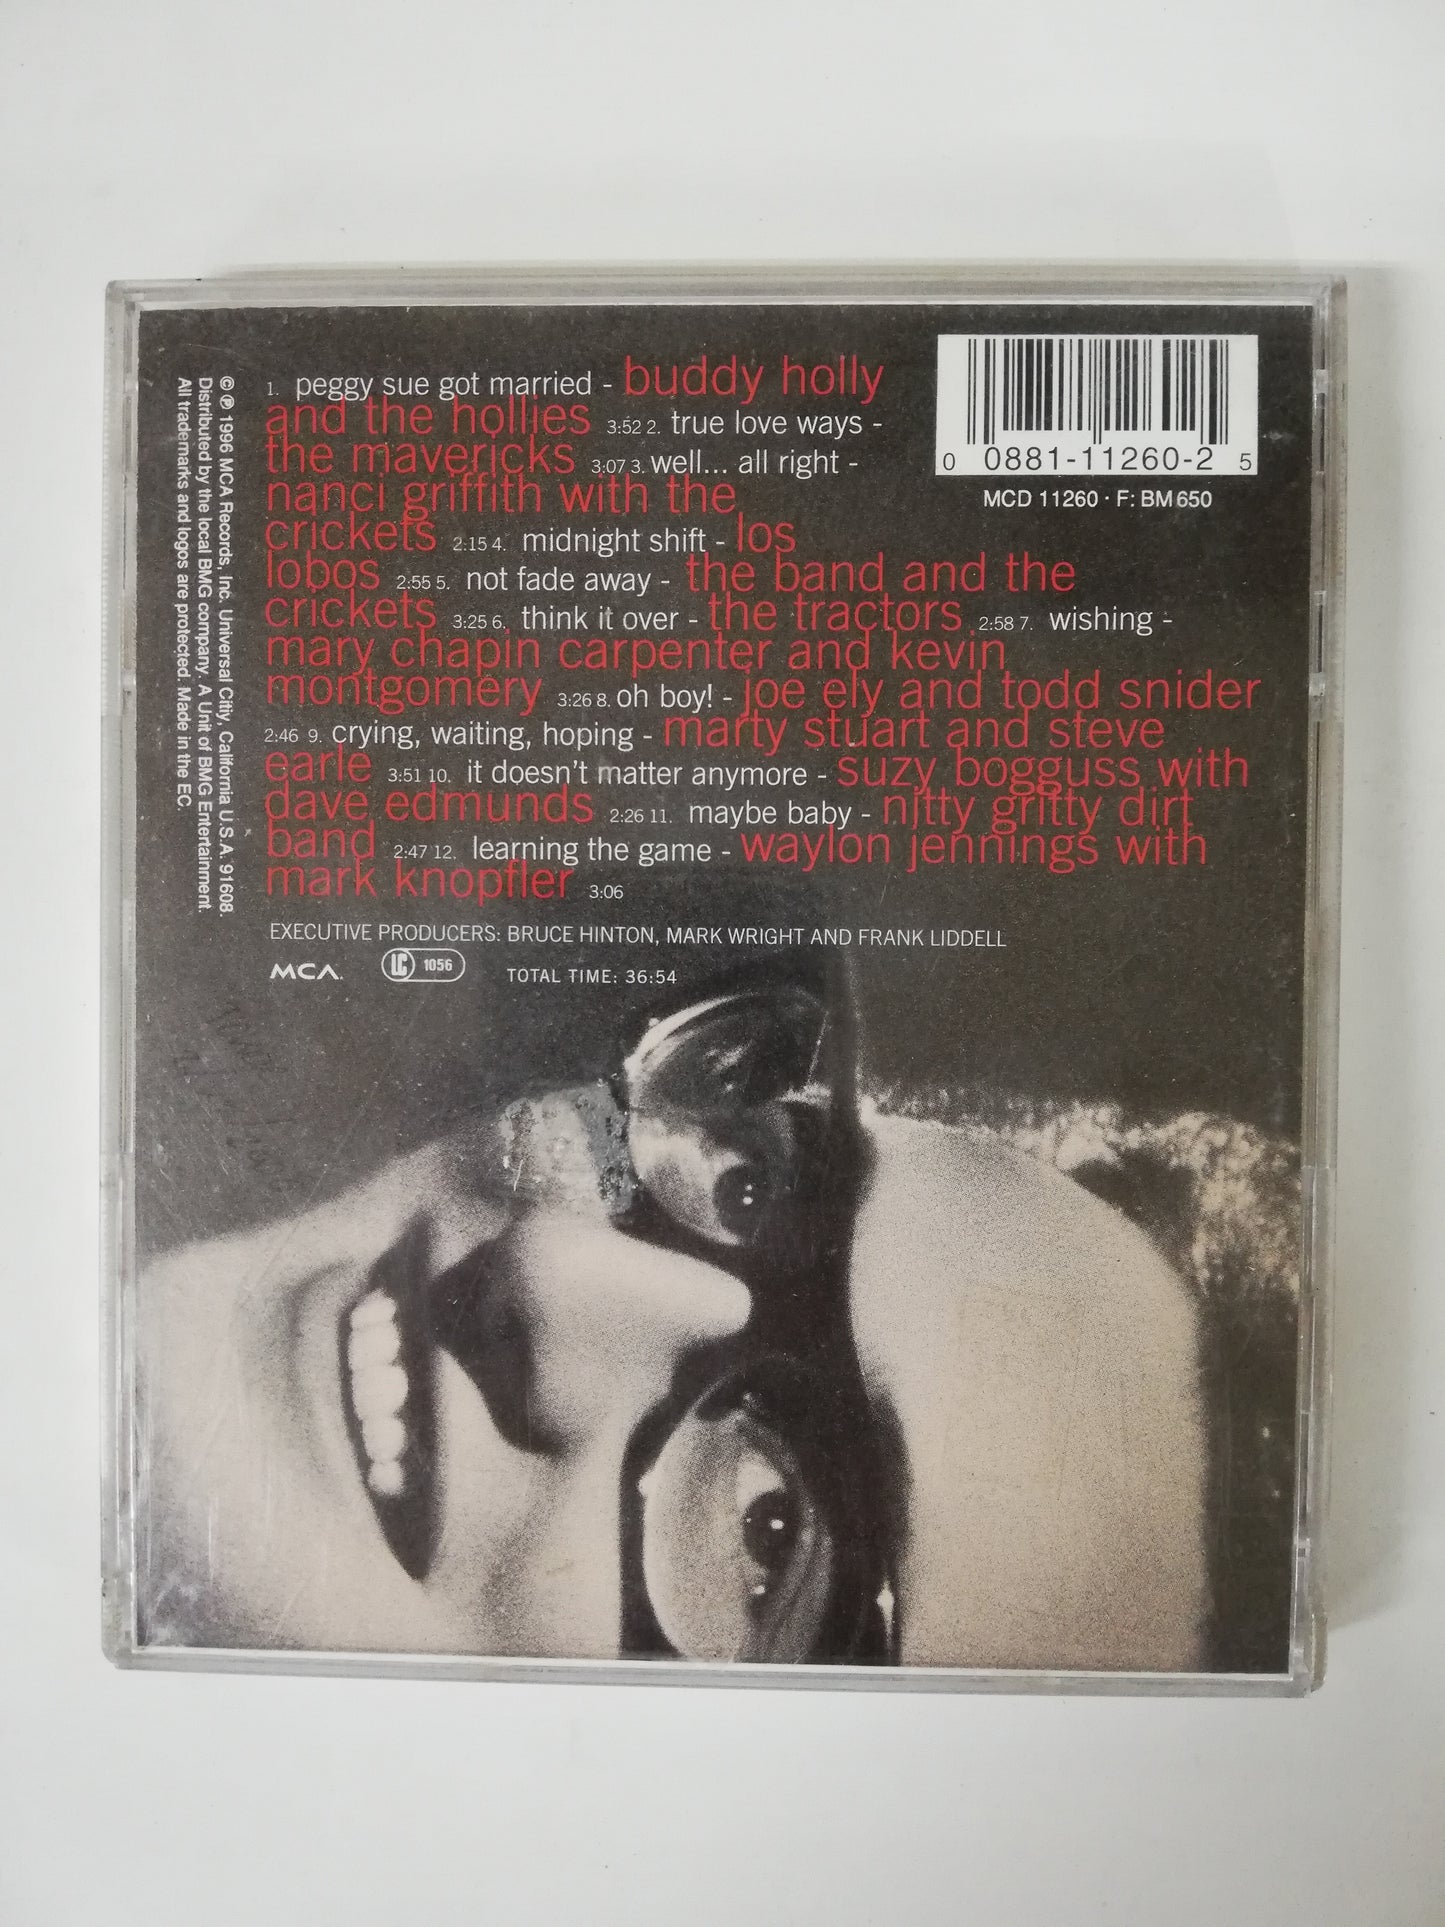 1. peggy sue got married - buddy holly
and the hollies 3:52 2. true love ways -
the mavericks 3:07 3. well... all right -
nanci griffith with the
crickets 2:15 4. midnight shift - los
lobos 2:55 5. not fade away - the band and the
crickets 3:25 6. think it over - the tractors 2:58 7. wishing -
mary chapin carpenter and kevin
montgomery 3:26 8. oh boy! - joe ely and todd snider
2:46 9. crying, waiting, hoping - marty stuart and steve
earle 3:51 10. it doesn't matter anymore - suzy bogguss with
dave edmunds 2:26 11. maybe baby - nitty gritty dirt
band 2:47 12. learning the game - waylon jennings with
mark knopfler 3:06
EXECUTIVE PRODUCERS: BRUCE HINTON, MARK WRIGHT AND FRANK LIDDELL
MCA. LC 1056 TOTAL TIME: 36:54
0 0881-11260-2 5
MCD 11260 · F: BM 650
© ℗ 1996 MCA Records, Inc. Universal Citiy, California U.S.A. 91608.
Distributed by the local BMG company. A Unit of BMG Entertainment.
All trademarks and logos are protected. Made in the EC.